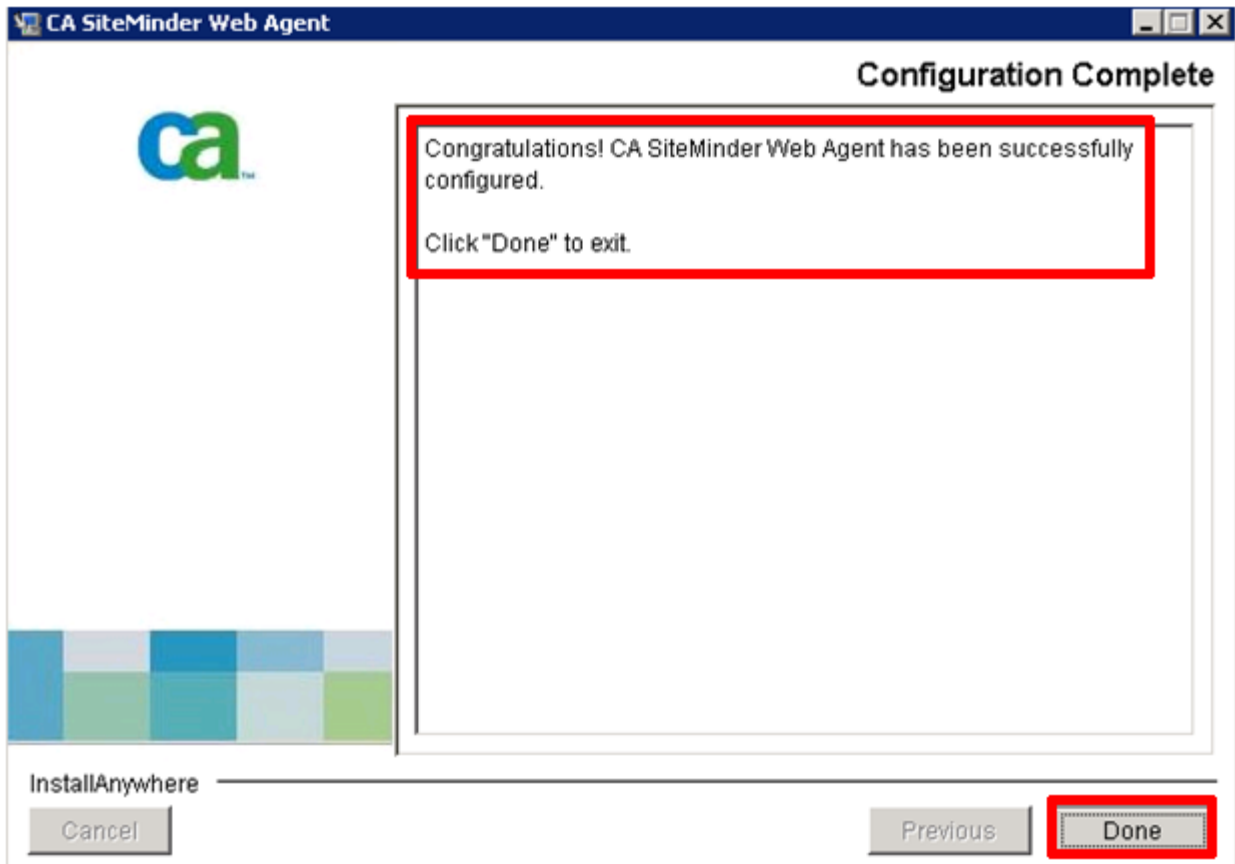 CA SiteMinder Web Agent
Configuration Complete
ca™
Congratulations! CA SiteMinder Web Agent has been successfully
configured.
Click "Done" to exit.
InstallAnywhere
Cancel
Previous
Done